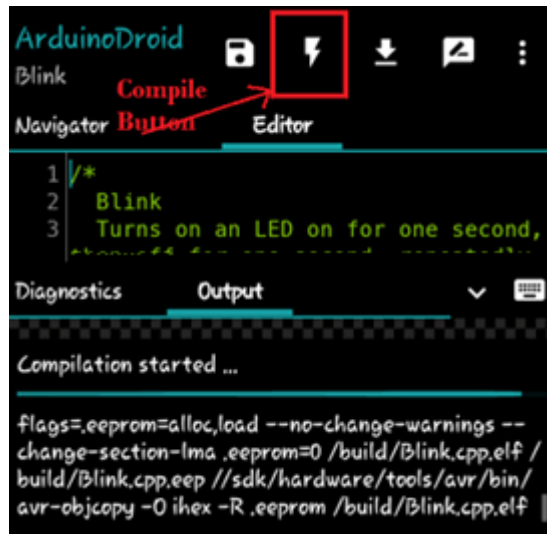 ArduinoDroid
Blink
Compile
Button
Navigator
Editor
1 /*
2 Blink
3 Turns on an LED on for one second,
Diagnostics
Output
Compilation started ...
flags=.eeprom=alloc,load --no-change-warnings --
change-section-lma .eeprom=0 /build/Blink.cpp.elf /
build/Blink.cpp.eep //sdk/hardware/tools/avr/bin/
avr-objcopy -O ihex -R .eeprom /build/Blink.cpp.elf